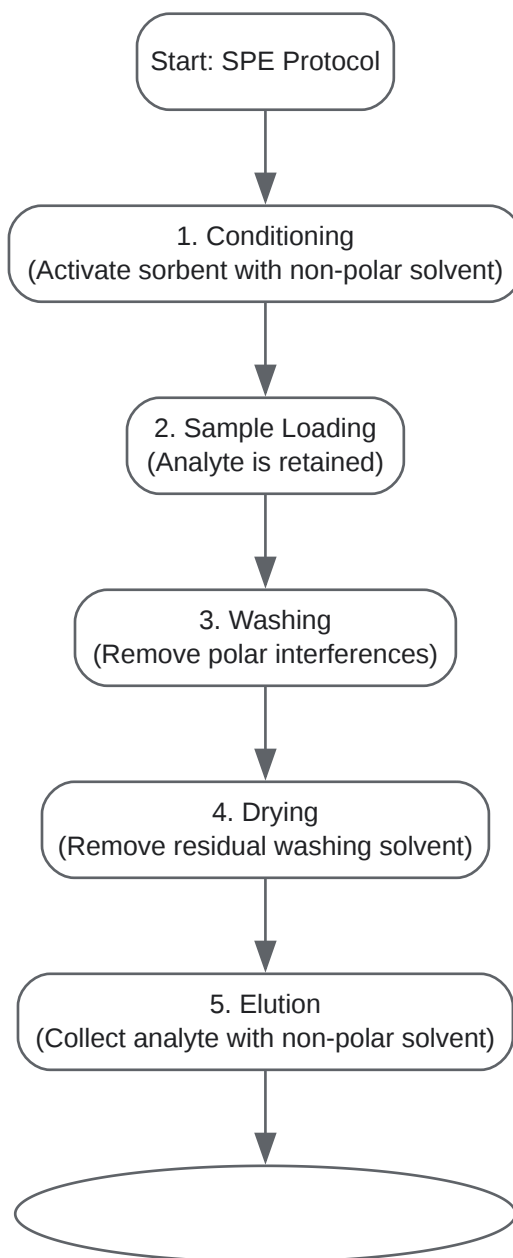 Start: SPE Protocol
1. Conditioning
(Activate sorbent with non-polar solvent)
2. Sample Loading
(Analyte is retained)
3. Washing
(Remove polar interferences)
4. Drying
(Remove residual washing solvent)
5. Elution
(Collect analyte with non-polar solvent)